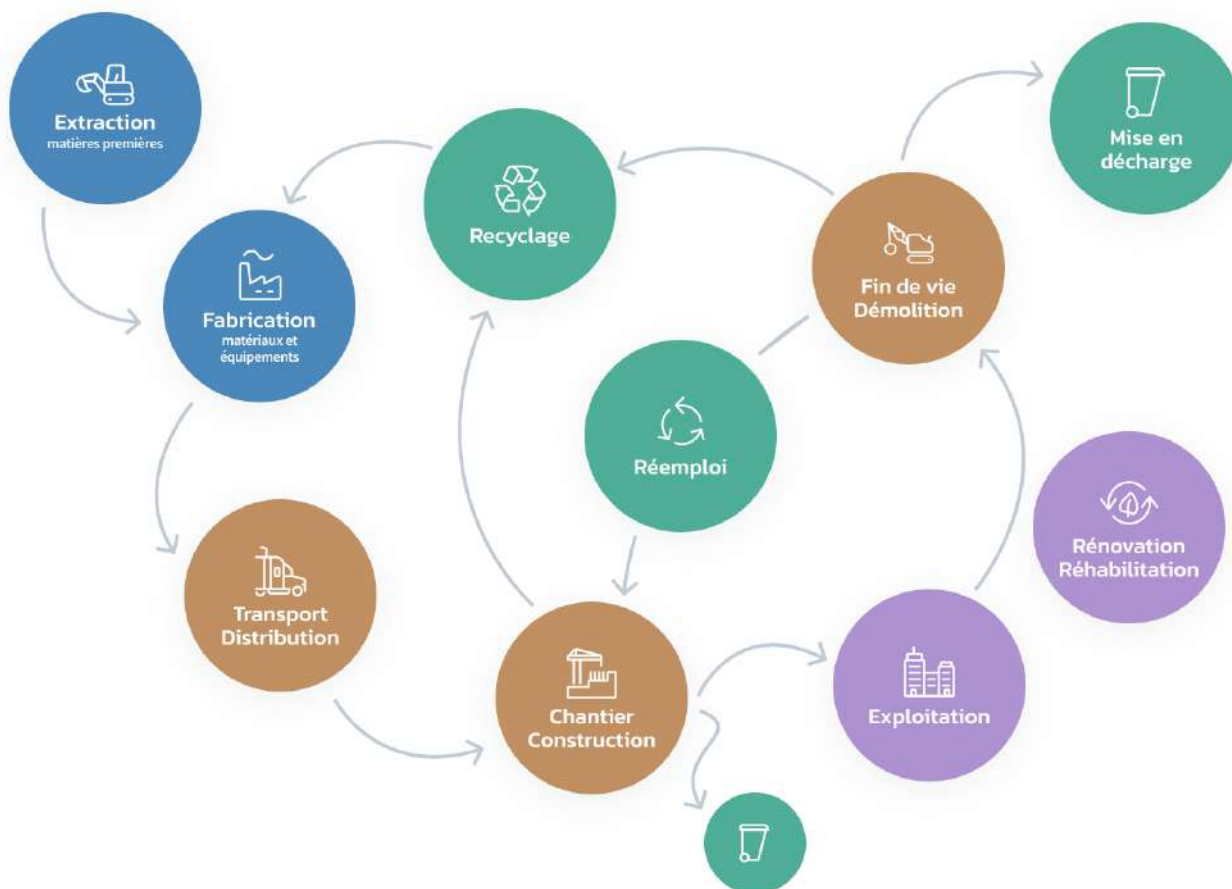 Extraction
matières premières
Mise en
décharge
Recyclage
Fin de vie
Démolition
Fabrication
matériaux et
équipements
Réemploi
Rénovation
Réhabilitation
Transport
Distribution
Chantier
Construction
Exploitation